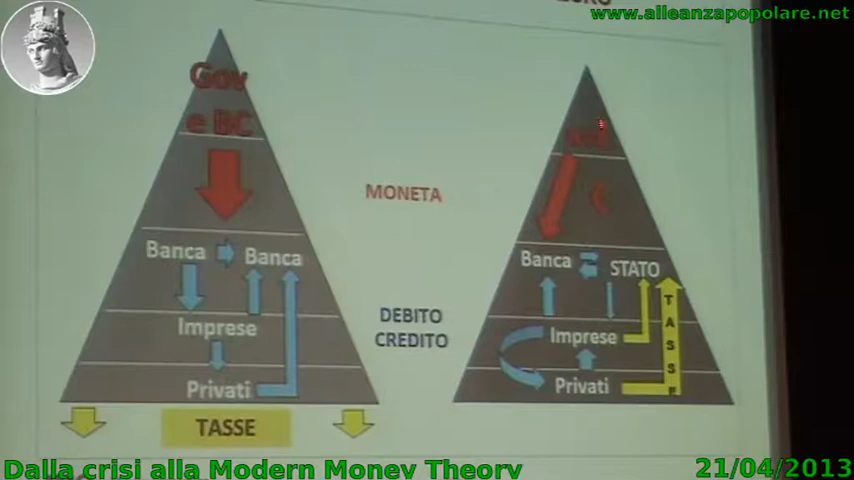 www.alleanzapopolare.net
Gov
e BC
MONETA
Banca
Banca
Banca
STATO
DEBITO
CREDITO
Imprese
Imprese
Privati
Privati
TASSE
TASSE
Dalla crisi alla Modern Money Theory
21/04/2013